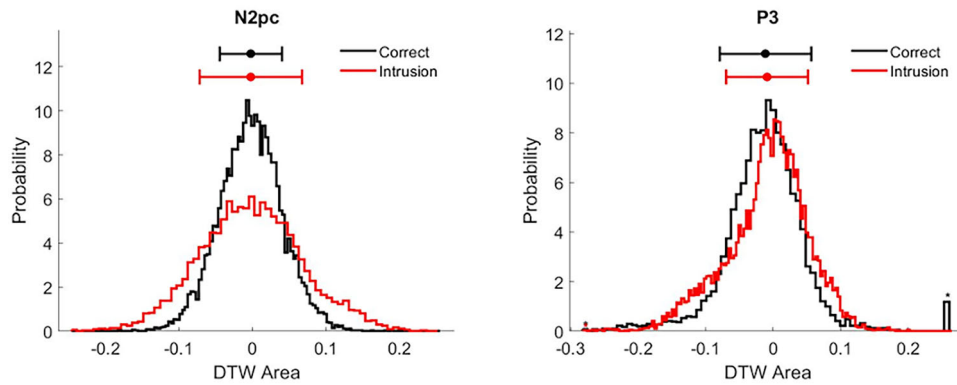 N2pc
Probability
12
10
8
6
4
2
0
-0.2
-0.1
0
0.1
0.2
DTW Area
Correct
Intrusion
P3
Probability
12
10
8
6
4
2
0
-0.3
-0.2
-0.1
0
0.1
0.2
DTW Area
Correct
Intrusion
*
*